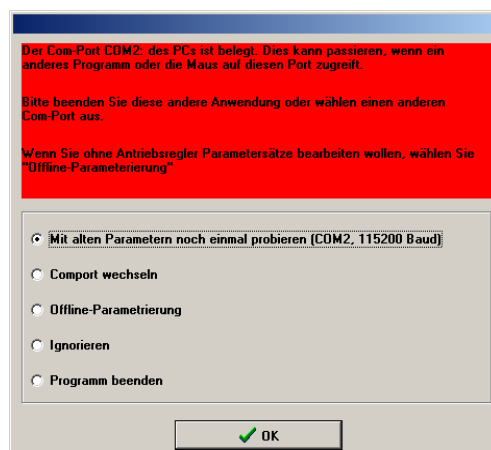 Der Com-Port COM2: des PCs ist belegt. Dies kann passieren, wenn ein
anderes Programm oder die Maus auf diesen Port zugreift.
Bitte beenden Sie diese andere Anwendung oder wählen einen anderen
Com-Port aus.
Wenn Sie ohne Antriebsregler Parametersätze bearbeiten wollen, wählen Sie
"Offline-Parameterierung"
Mit alten Parametern noch einmal probieren (COM2, 115200 Baud)
Comport wechseln
Offline-Parametrierung
Ignorieren
Programm beenden
OK